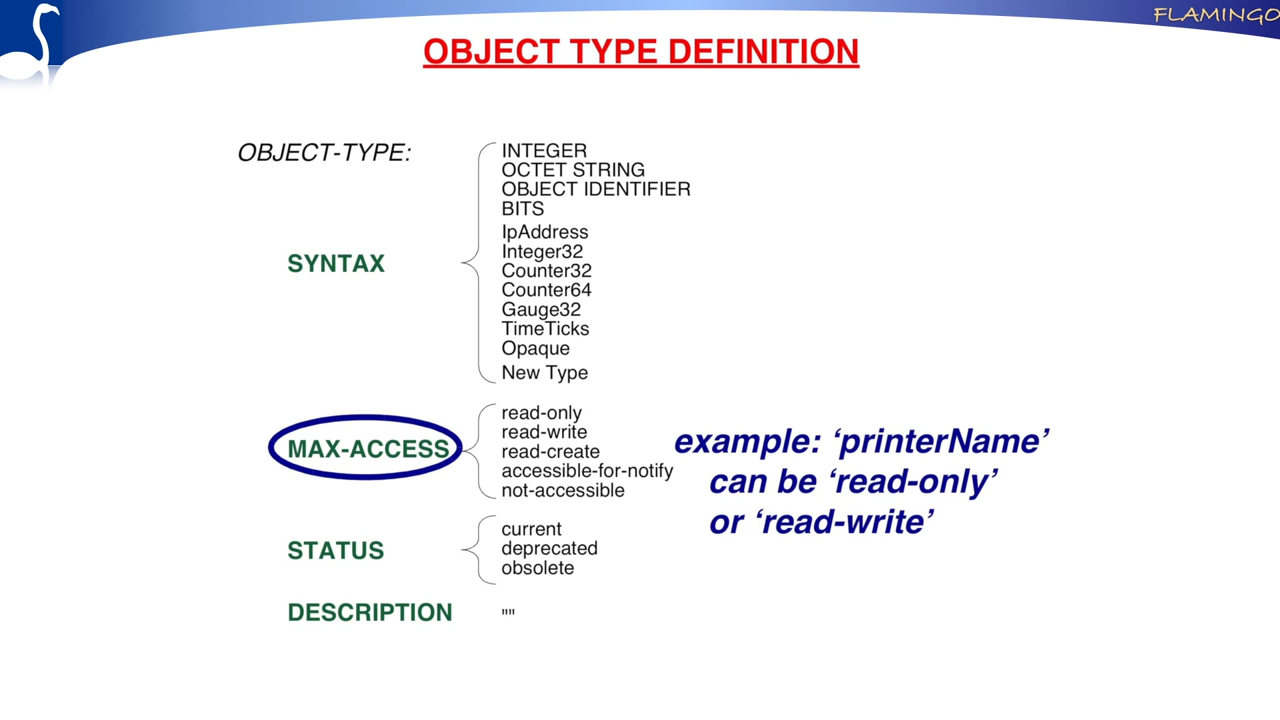 FLAMINGO
OBJECT TYPE DEFINITION
OBJECT-TYPE:
SYNTAX
INTEGER
OCTET STRING
OBJECT IDENTIFIER
BITS
IpAddress
Integer32
Counter32
Counter64
Gauge32
TimeTicks
Opaque
New Type
MAX-ACCESS
read-only
read-write
read-create
accessible-for-notify
not-accessible
example: ‘printerName’
can be ‘read-only’
or ‘read-write’
STATUS
current
deprecated
obsolete
DESCRIPTION
""